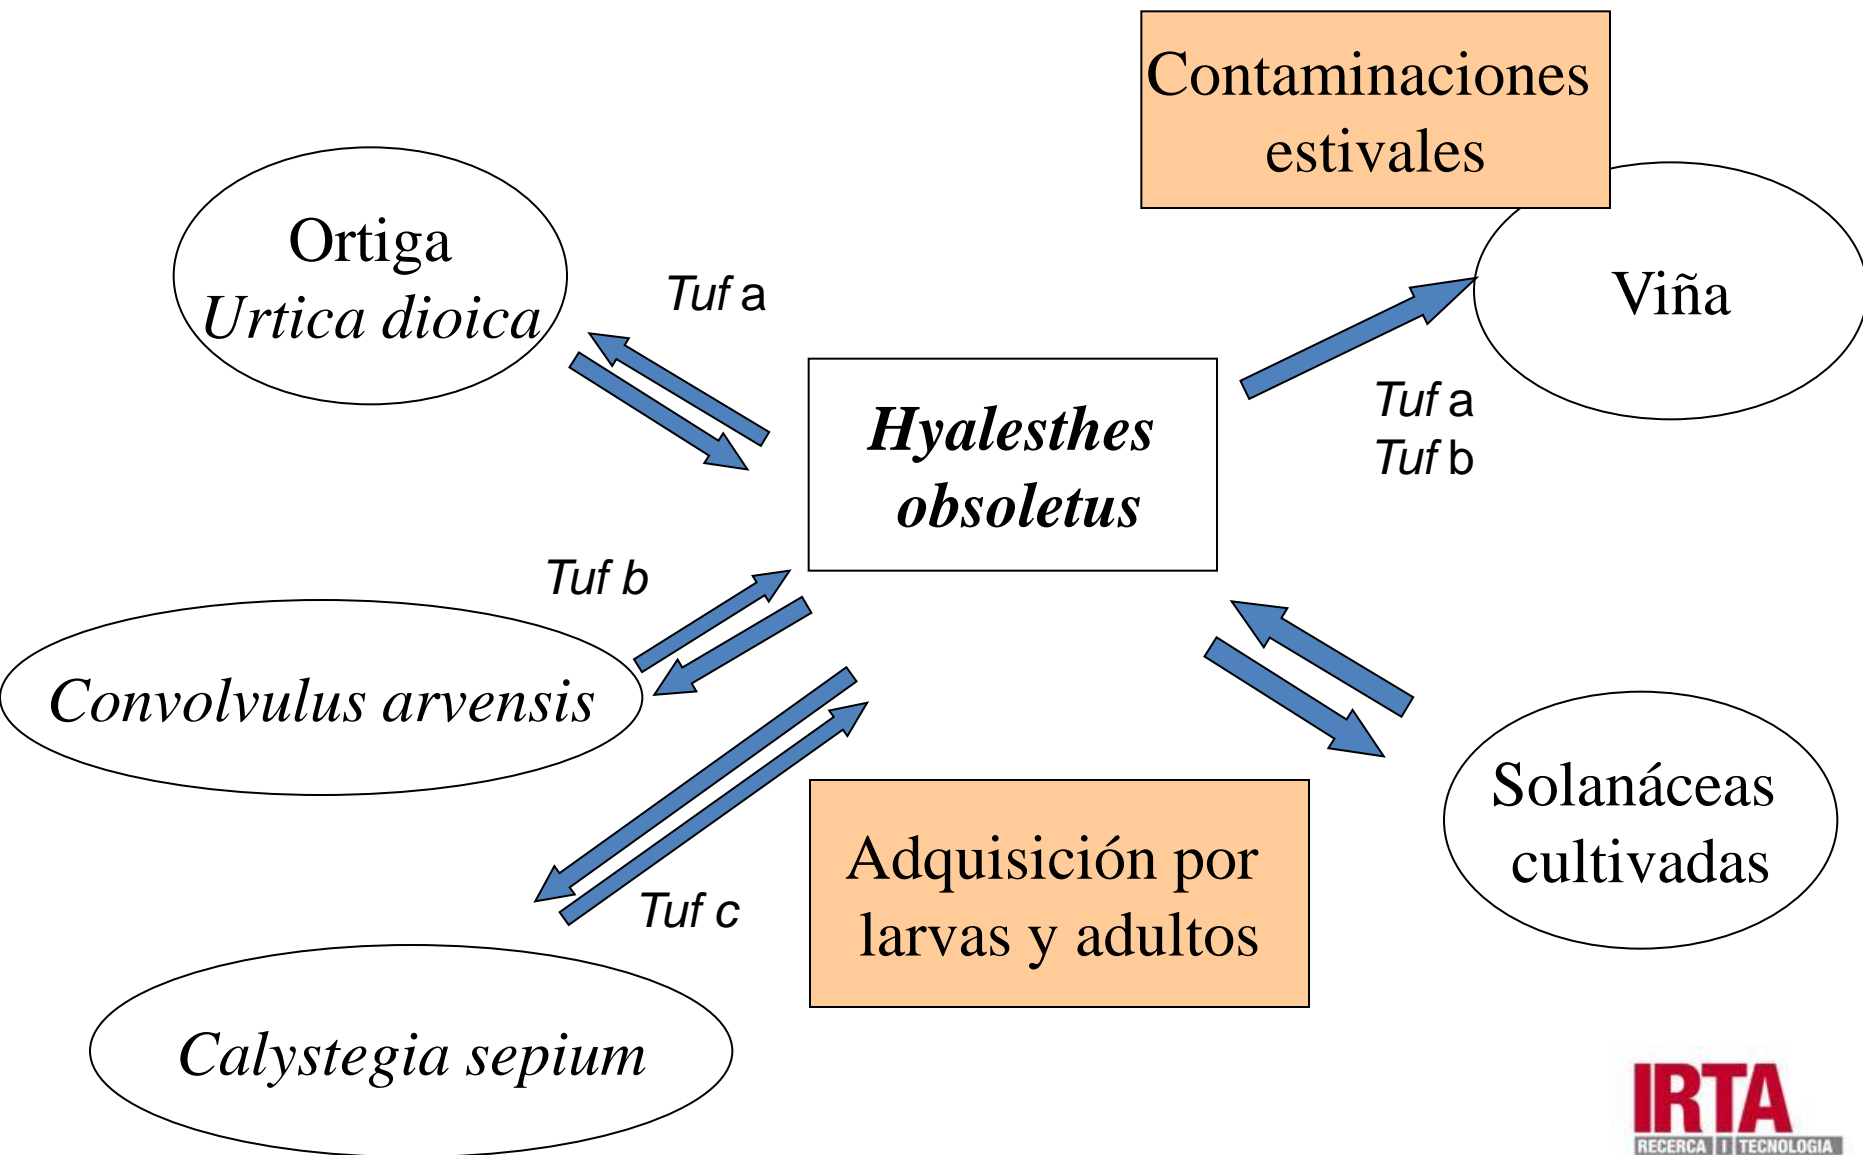 Contaminaciones
estivales
Ortiga
Urtica dioica
Tuf a
Viña
Hyalesthes
obsoletus
Tuf a
Tuf b
Tuf b
Convolvulus arvensis
Solanáceas
cultivadas
Adquisición por
larvas y adultos
Tuf c
Calystegia sepium
IRTA
RECERCA I TECNOLOGIA